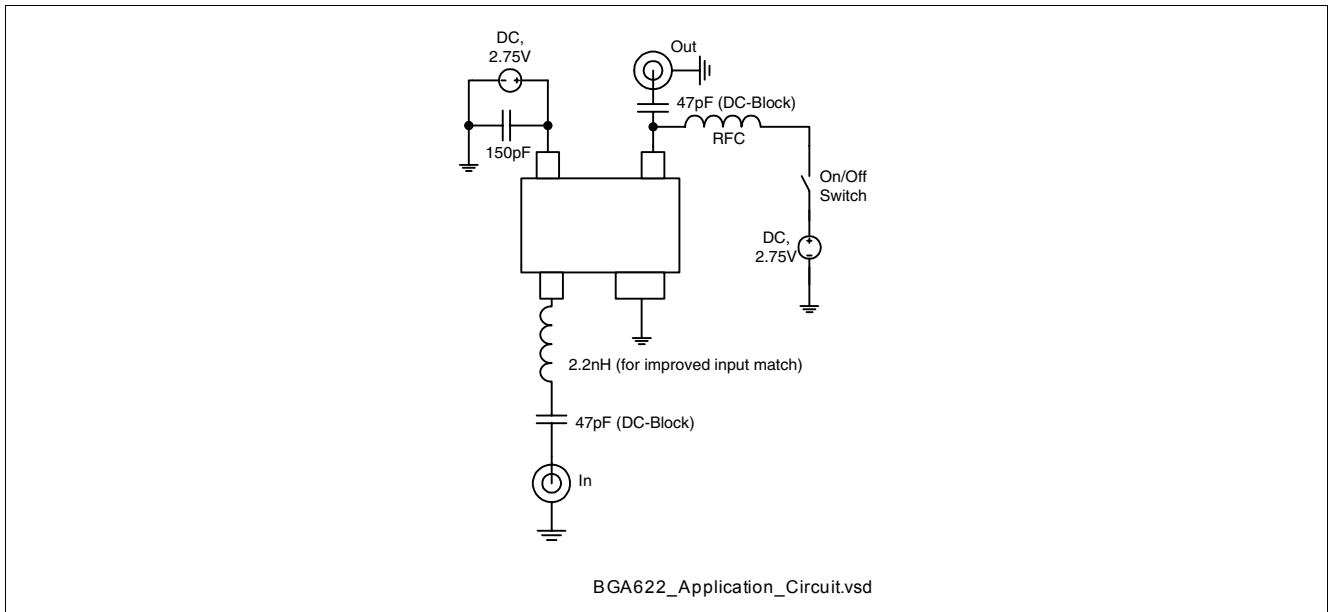 DC,
2.75V
Out
47pF (DC-Block)
150pF
RFC
On/Off
Switch
DC,
2.75V
2.2nH (for improved input match)
47pF (DC-Block)
In
BGA622_Application_Circuit.vsd